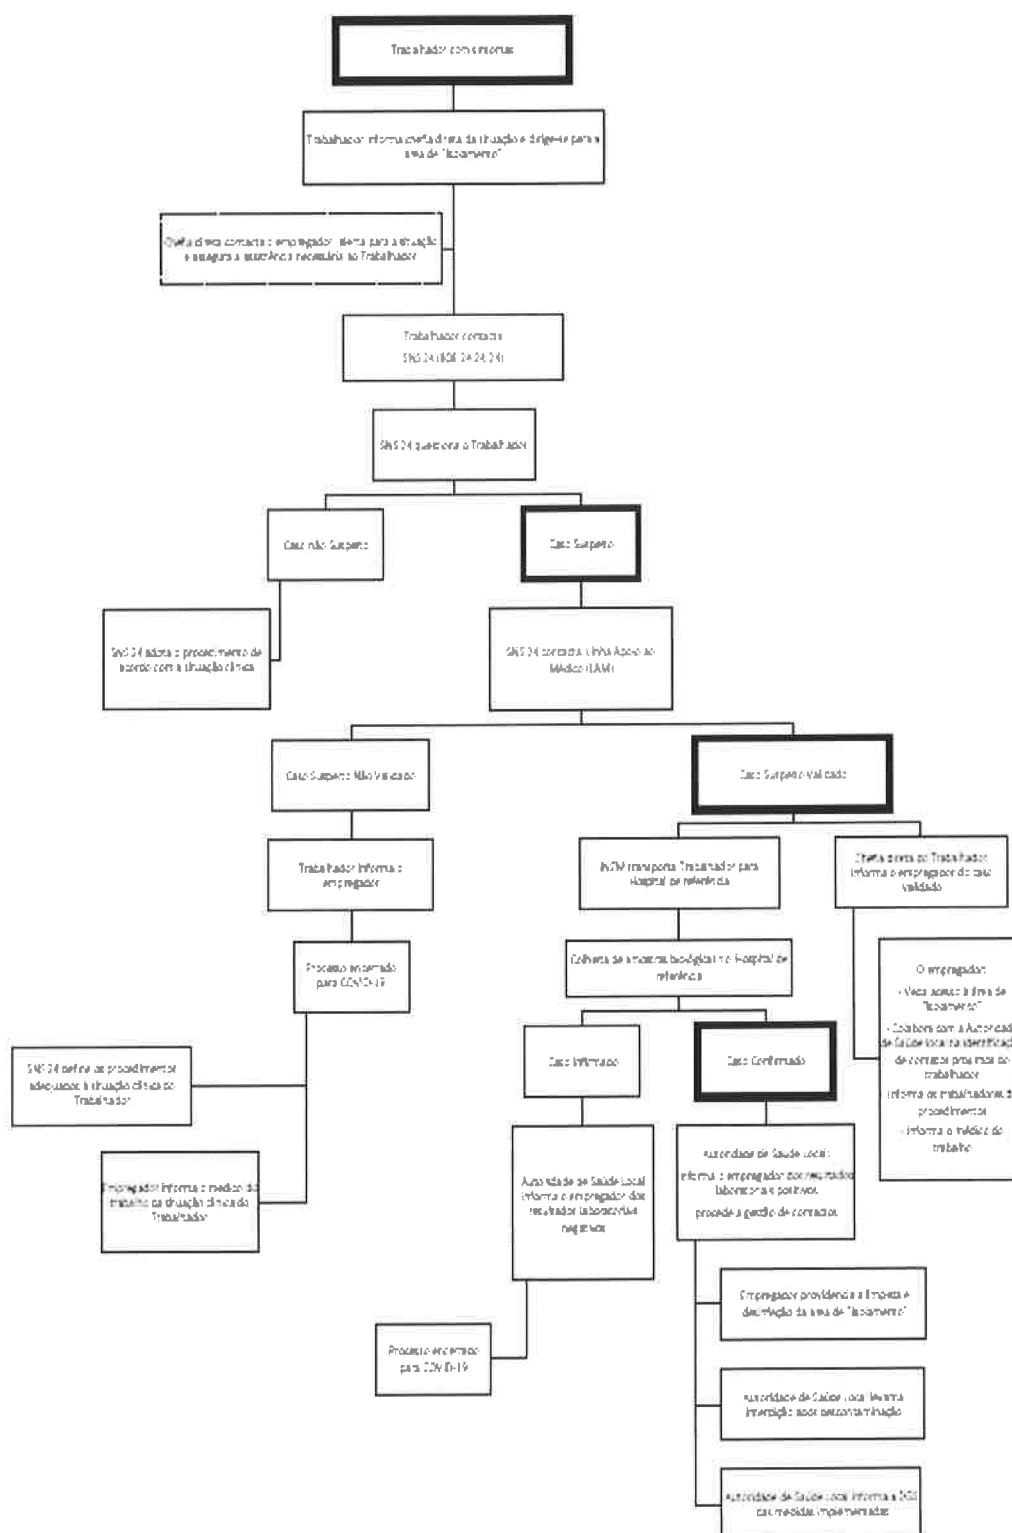 Trabalhador com sintomas
Trabalhador informa chefia direta da situação e dirige-se para a
área de "isolamento"
Chefia direta contacta o empregador, alerta para a situação
e assegura a assistência necessária ao Trabalhador
Trabalhador contacta
SNS 24 (808 24 24 24)
SNS 24 questiona o Trabalhador
Caso não Suspeito
Caso Suspeito
SNS 24 adota o procedimento de
acordo com a situação clínica
SNS 24 contacta Linha Apoio ao
Médico (LAM)
Caso Suspeito Não Validado
Caso Suspeito Validado
Trabalhador informa o
empregador
INEM transporta Trabalhador para
Hospital de referência
Chefia direta do Trabalhador
informa o empregador do caso
validado
Processo encerrado
para COVID-19
Colheita de amostras biológicas no Hospital de
referência
O empregador:
- Veda acesso à área de
"isolamento"
- Colabora com a Autoridade
de Saúde Local na identificação
de contactos próximos do
trabalhador
- Informa os trabalhadores
procedimentos
- Informa o médico do
trabalho
SNS 24 define os procedimentos
adequados à situação clínica do
Trabalhador
Caso Infirmado
Caso Confirmado
Empregador informa o médico do
trabalho da situação clínica do
Trabalhador
Autoridade de Saúde Local
informa o empregador dos
resultados laboratoriais
negativos
Autoridade de Saúde Local:
informa o empregador dos resultados
laboratoriais positivos
procede à gestão de contactos
Processo encerrado
para COVID-19
Empregador providencia a limpeza e
desinfeção da área de "isolamento"
Autoridade de Saúde Local levanta
interdição após descontaminação
Autoridade de Saúde Local informa a DGS
das medidas implementadas